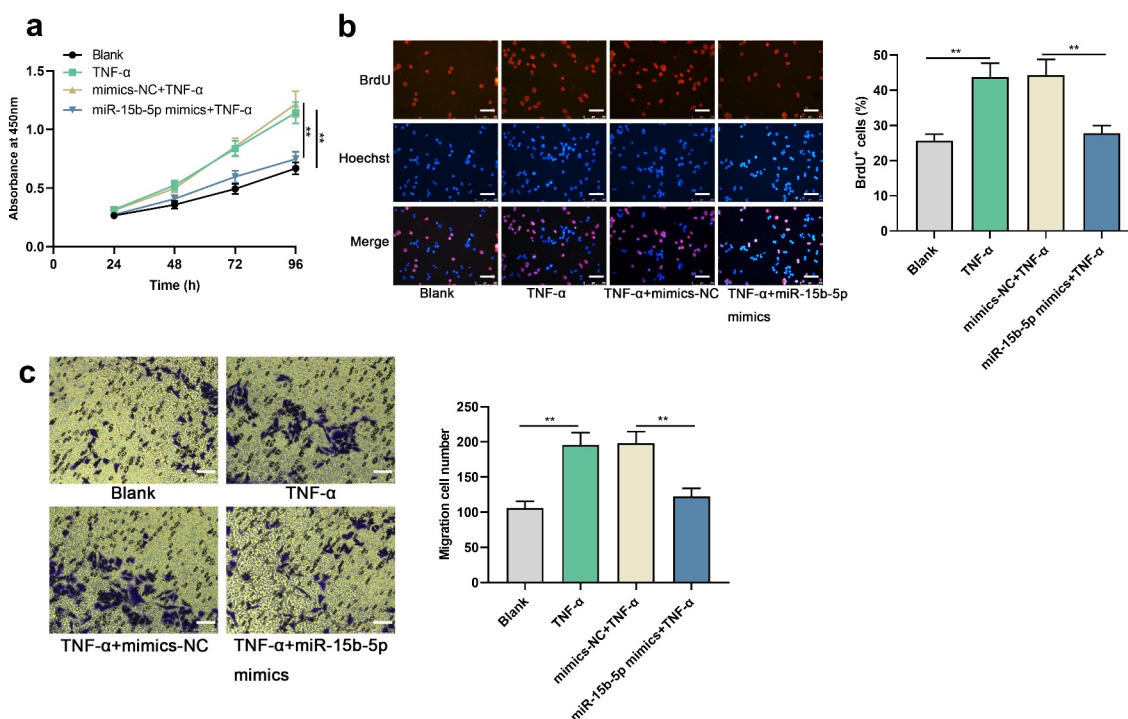 a
Blank
TNF-α
mimics-NC+TNF-α
miR-15b-5p mimics+TNF-α
1.5
1.0
0.5
0.0
Absorbance at 450nm
**
**
0
24
48
72
96
Time (h)
b
BrdU
Hoechst
Merge
Blank
TNF-α
TNF-α+mimics-NC
TNF-α+miR-15b-5p
mimics
50
40
30
20
10
0
BrdU+ cells (%)
**
**
Blank
TNF-α
mimics-NC+TNF-α
miR-15b-5p mimics+TNF-α
c
Blank
TNF-α
TNF-α+mimics-NC
TNF-α+miR-15b-5p
mimics
250
200
150
100
50
0
Migration cell number
**
**
Blank
TNF-α
mimics-NC+TNF-α
miR-15b-5p mimics+TNF-α